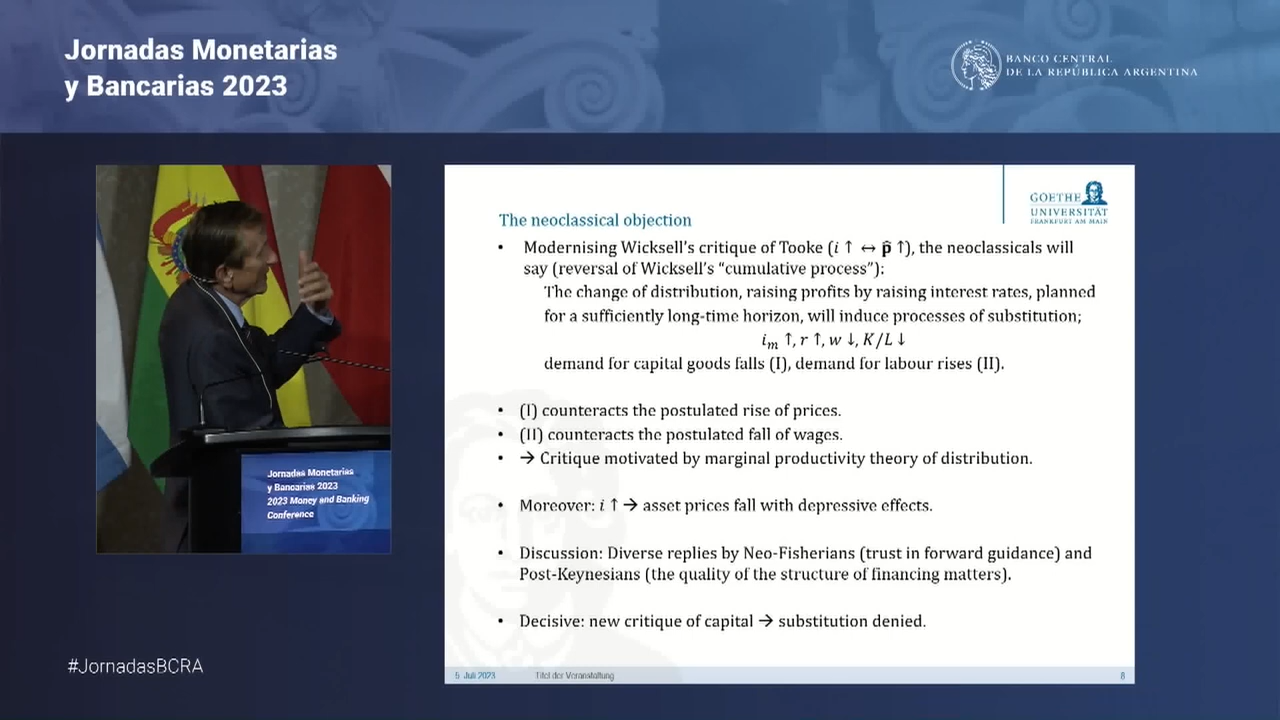 Jornadas Monetarias
y Bancarias 2023
BANCO CENTRAL
DE LA REPÚBLICA ARGENTINA
Jornadas Monetarias
y Bancarias 2023
2023 Money and Banking
Conference
#JornadasBCRA
GOETHE
UNIVERSITÄT
FRANKFURT AM MAIN
The neoclassical objection
• Modernising Wicksell's critique of Tooke (i ↑ ↔ p̂ ↑), the neoclassicals will
say (reversal of Wicksell's “cumulative process”):
The change of distribution, raising profits by raising interest rates, planned
for a sufficiently long-time horizon, will induce processes of substitution;
iₘ ↑, r ↑, w ↓, K/L ↓
demand for capital goods falls (I), demand for labour rises (II).
• (I) counteracts the postulated rise of prices.
• (II) counteracts the postulated fall of wages.
• → Critique motivated by marginal productivity theory of distribution.
• Moreover: i ↑ → asset prices fall with depressive effects.
• Discussion: Diverse replies by Neo-Fisherians (trust in forward guidance) and
Post-Keynesians (the quality of the structure of financing matters).
• Decisive: new critique of capital → substitution denied.
5 Juli 2023 Titel der Veranstaltung 8